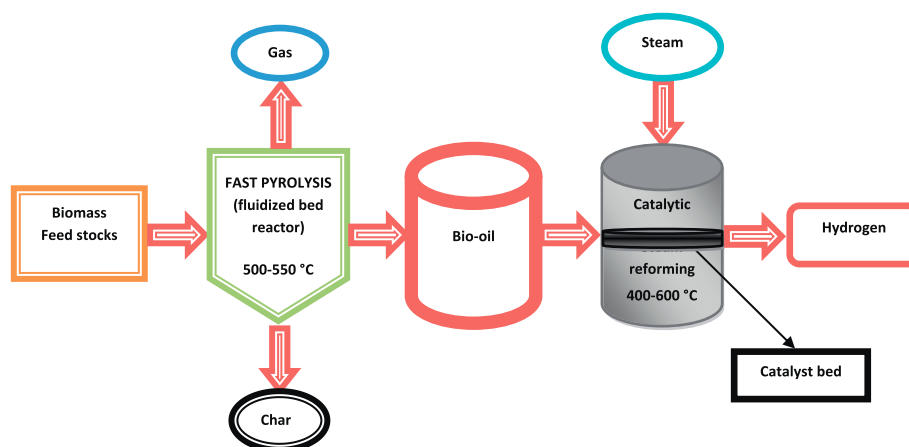 Gas
Steam
Biomass
Feed stocks
FAST PYROLYSIS
(fluidized bed
reactor)
500-550 °C
Bio-oil
Catalytic
reforming
400-600 °C
Hydrogen
Catalyst bed
Char